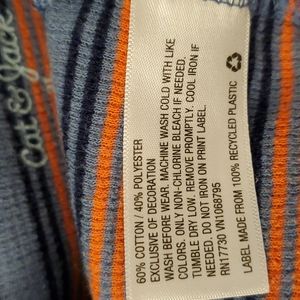 cat & jack
60% COTTON / 40% POLYESTER
EXCLUSIVE OF DECORATION
WASH BEFORE WEAR. MACHINE WASH COLD WITH LIKE
COLORS. ONLY NON-CHLORINE BLEACH IF NEEDED.
TUMBLE DRY LOW. REMOVE PROMPTLY. COOL IRON IF
NEEDED. DO NOT IRON ON PRINT LABEL.
RN17730 VN1068795
LABEL MADE FROM 100% RECYCLED PLASTIC